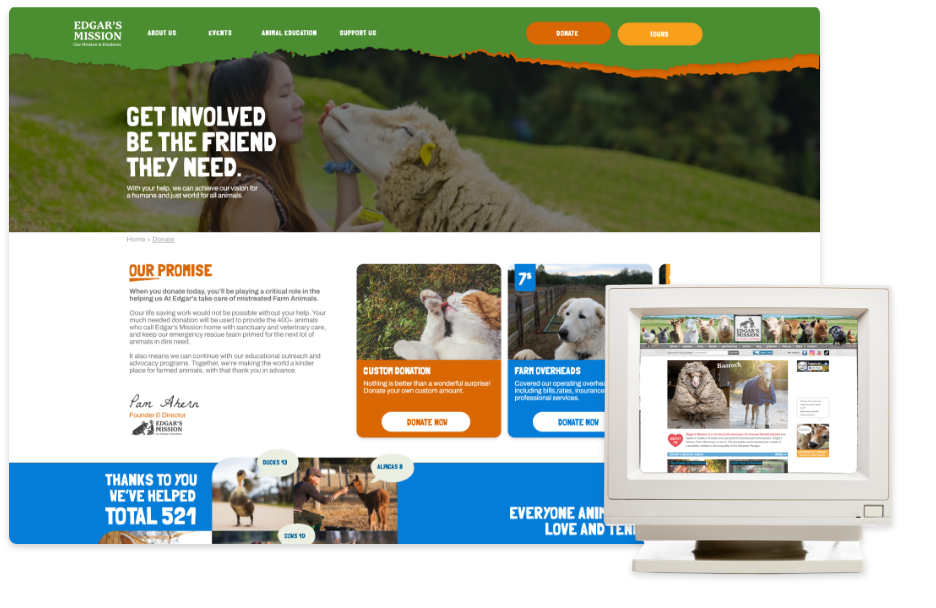 EDGAR'S
MISSION
Our Mission is Kindness
ABOUT US
EVENTS
ANIMAL EDUCATION
SUPPORT US
DONATE
TOURS
GET INVOLVED
BE THE FRIEND
THEY NEED.
With your help, we can achieve our vision for
a humane and just world for all animals.
Home » Donate
OUR PROMISE
When you donate today, you'll be playing a critical role in the
helping us At Edgar's take care of mistreated Farm Animals.
Oour life saving work would not be possible without your help. Your
much needed donation will be used to provide the 400+ animals
who call Edgar's Mission home with sanctuary and veterinary care,
and keep our emergency rescue team primed for the next lot of
animals in dire need.
It also means we can continue with our educational outreach and
advocacy programs. Together, we're making the world a kinder
place for farmed animals, with that thank you in advance.
Pam Ahern
Founder & Director
EDGAR'S
MISSION
CUSTOM DONATION
Nothing is better than a wonderful surprise!
Donate your own custom amount.
DONATE NOW
7$
FARM OVERHEADS
Covered our operating overhea
including bills, rates, insurance
professional services.
DONATE NOW
THANKS TO YOU
WE'VE HELPED
TOTAL 521
DUCKS 13
ALPACAS 8
COWS 10
EVERYONE ANIM
LOVE AND TEND
EDGAR'S
MISSION
Baarack
ABOUT
US